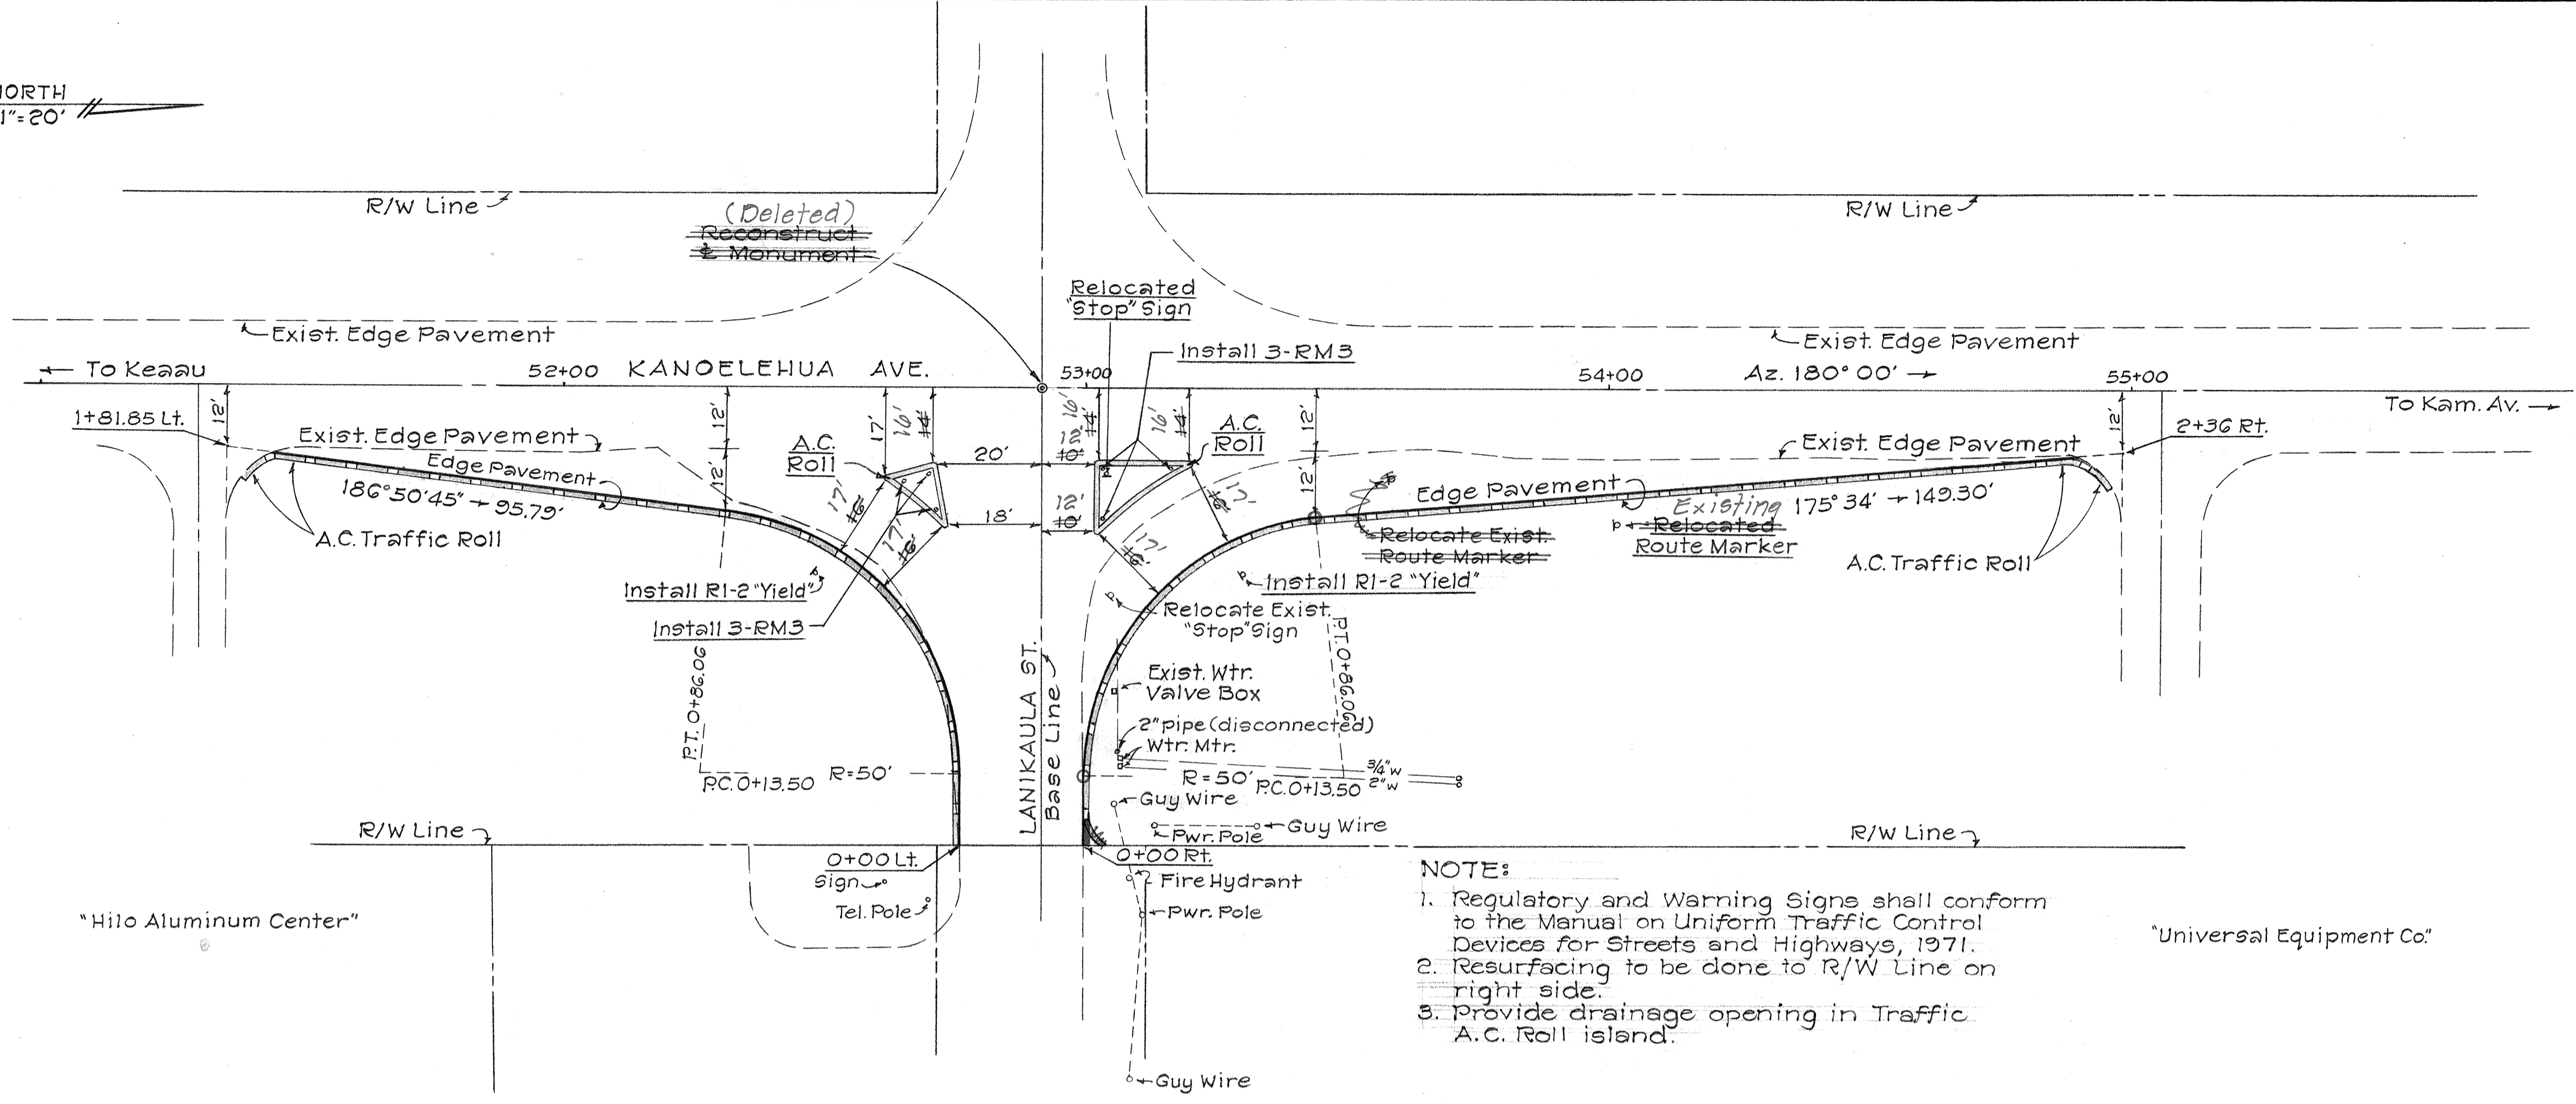 NORTH
1"=20'
R/W Line
R/W Line
(Deleted)
Reconstruct
℄ Monument
Relocated
"Stop" Sign
Install 3-RM3
Exist. Edge Pavement
Exist. Edge Pavement
← To Keaau
52+00
KANOELEHUA AVE.
53+00
54+00
Az. 180° 00' →
55+00
To Kam. Av. →
1+81.85 Lt.
12'
Exist. Edge Pavement
12'
12'
17'
16'
14'
A.C.
Roll
20'
18'
16'
14'
12'
10'
12'
10'
16'
14'
A.C.
Roll
12'
12'
Exist. Edge Pavement
12'
2+36 Rt.
Edge Pavement
186° 50' 45" → 95.79'
A.C. Traffic Roll
17'
16'
17'
16'
17'
16'
17'
16'
Edge Pavement
Existing
175° 34' → 149.30'
Relocate Exist.
Route Marker
Relocated
Route Marker
A.C. Traffic Roll
Install R1-2 "Yield"
Install 3-RM3
Install R1-2 "Yield"
Relocate Exist.
"Stop" Sign
P.T. 0+86.06
P.T. 0+86.06
LANIKAULA ST.
Base Line
Exist. Wtr.
Valve Box
2" pipe (disconnected)
Wtr. Mtr.
P.C. 0+13.50
R=50'
R=50'
P.C. 0+13.50
3/4" W
2" W
Guy Wire
Pwr. Pole
Guy Wire
R/W Line
R/W Line
0+00 Lt.
0+00 Rt.
Sign
Tel. Pole
Fire Hydrant
Pwr. Pole
Guy Wire
"Hilo Aluminum Center"
"Universal Equipment Co."
NOTE:
1. Regulatory and Warning Signs shall conform
to the Manual on Uniform Traffic Control
Devices for Streets and Highways, 1971.
2. Resurfacing to be done to R/W Line on
right side.
3. Provide drainage opening in Traffic
A.C. Roll island.